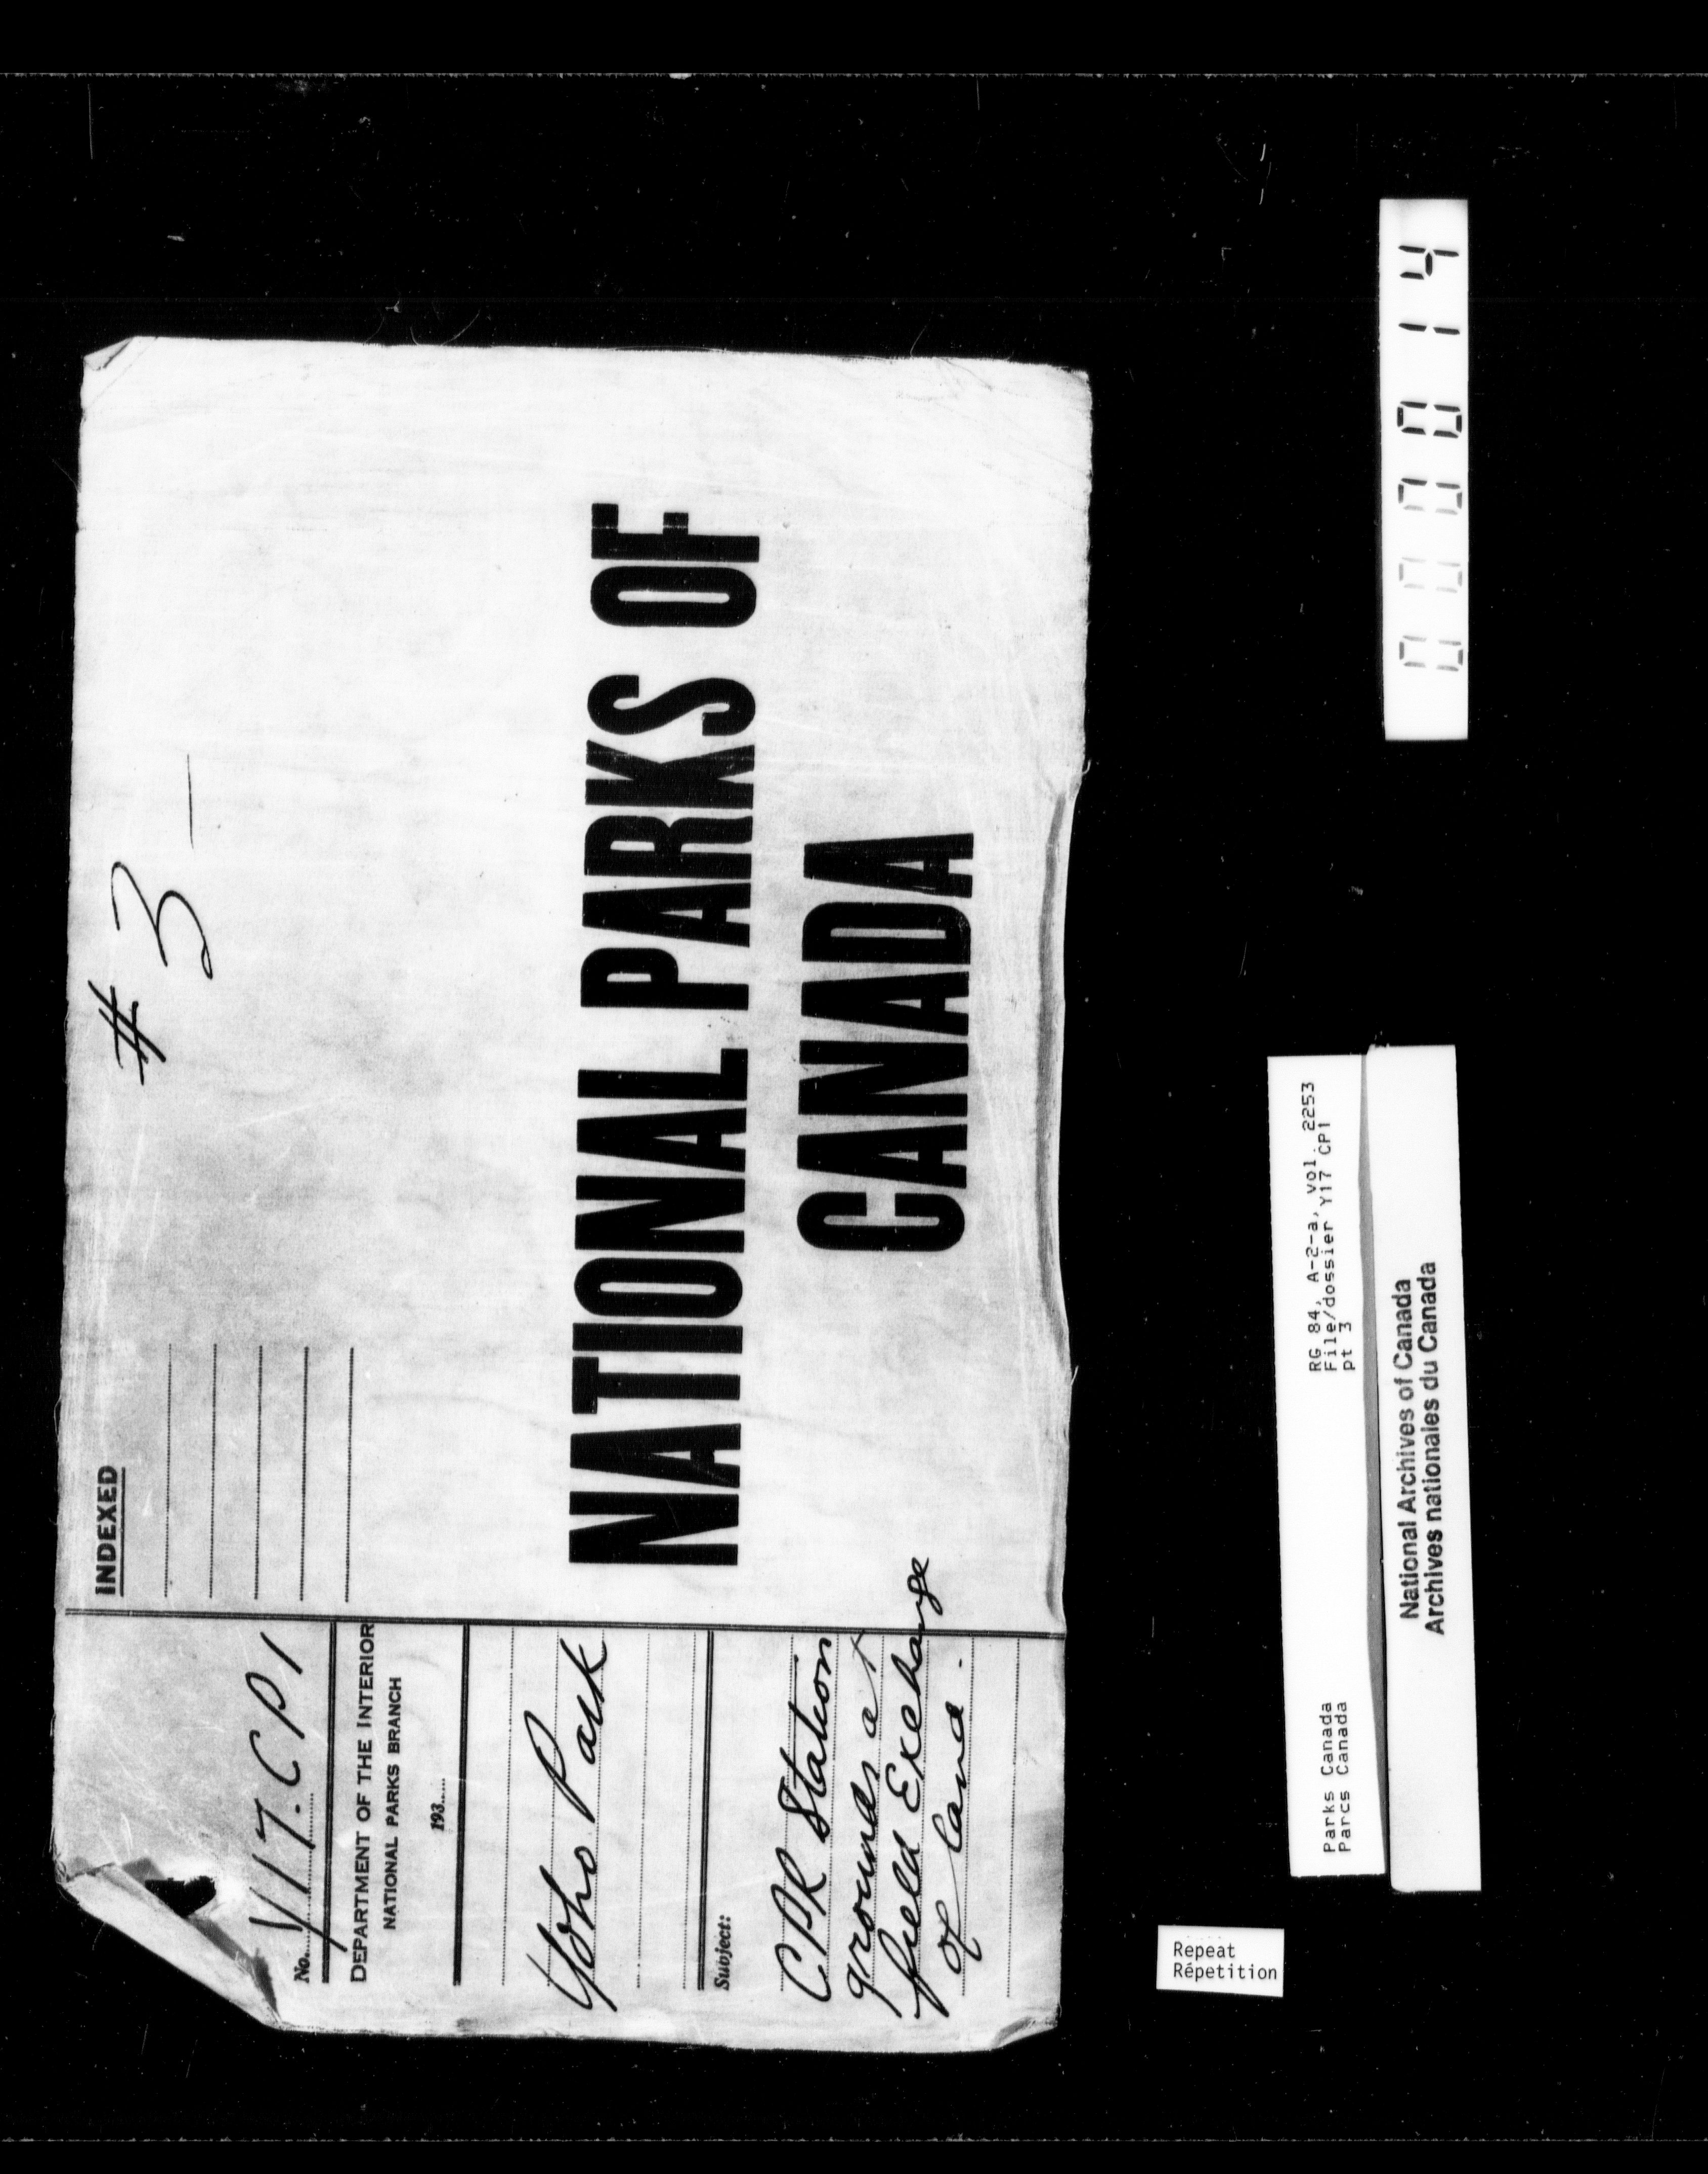 INDEXED
# 3 —
No. Y17. CP1
DEPARTMENT OF THE INTERIOR
NATIONAL PARKS BRANCH
193......
Yoho Park
Subject:
CPR Station
grounds at
field Exchange
of land.
NATIONAL PARKS OF
CANADA
Parks Canada
Parcs Canada
RG 84, A-2-a, vol. 2253
File/dossier Y17 CP1
pt 3
National Archives of Canada
Archives nationales du Canada
Repeat
Répetition
000014